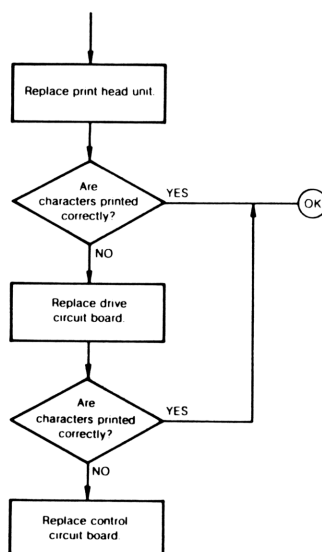 Replace print head unit.
Are
characters printed
correctly?
YES
OK
NO
Replace drive
circuit board.
Are
characters printed
correctly?
YES
NO
Replace control
circuit board.